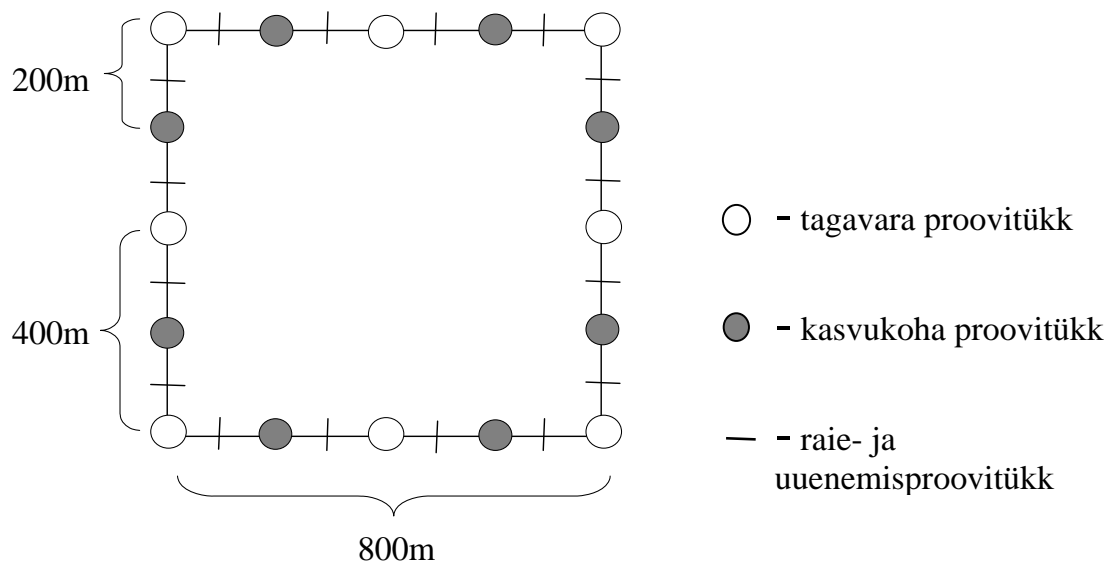 200m
400m
800m
- tagavara proovitükk
- kasvukoha proovitükk
- raie- ja
uuenemisproovitükk